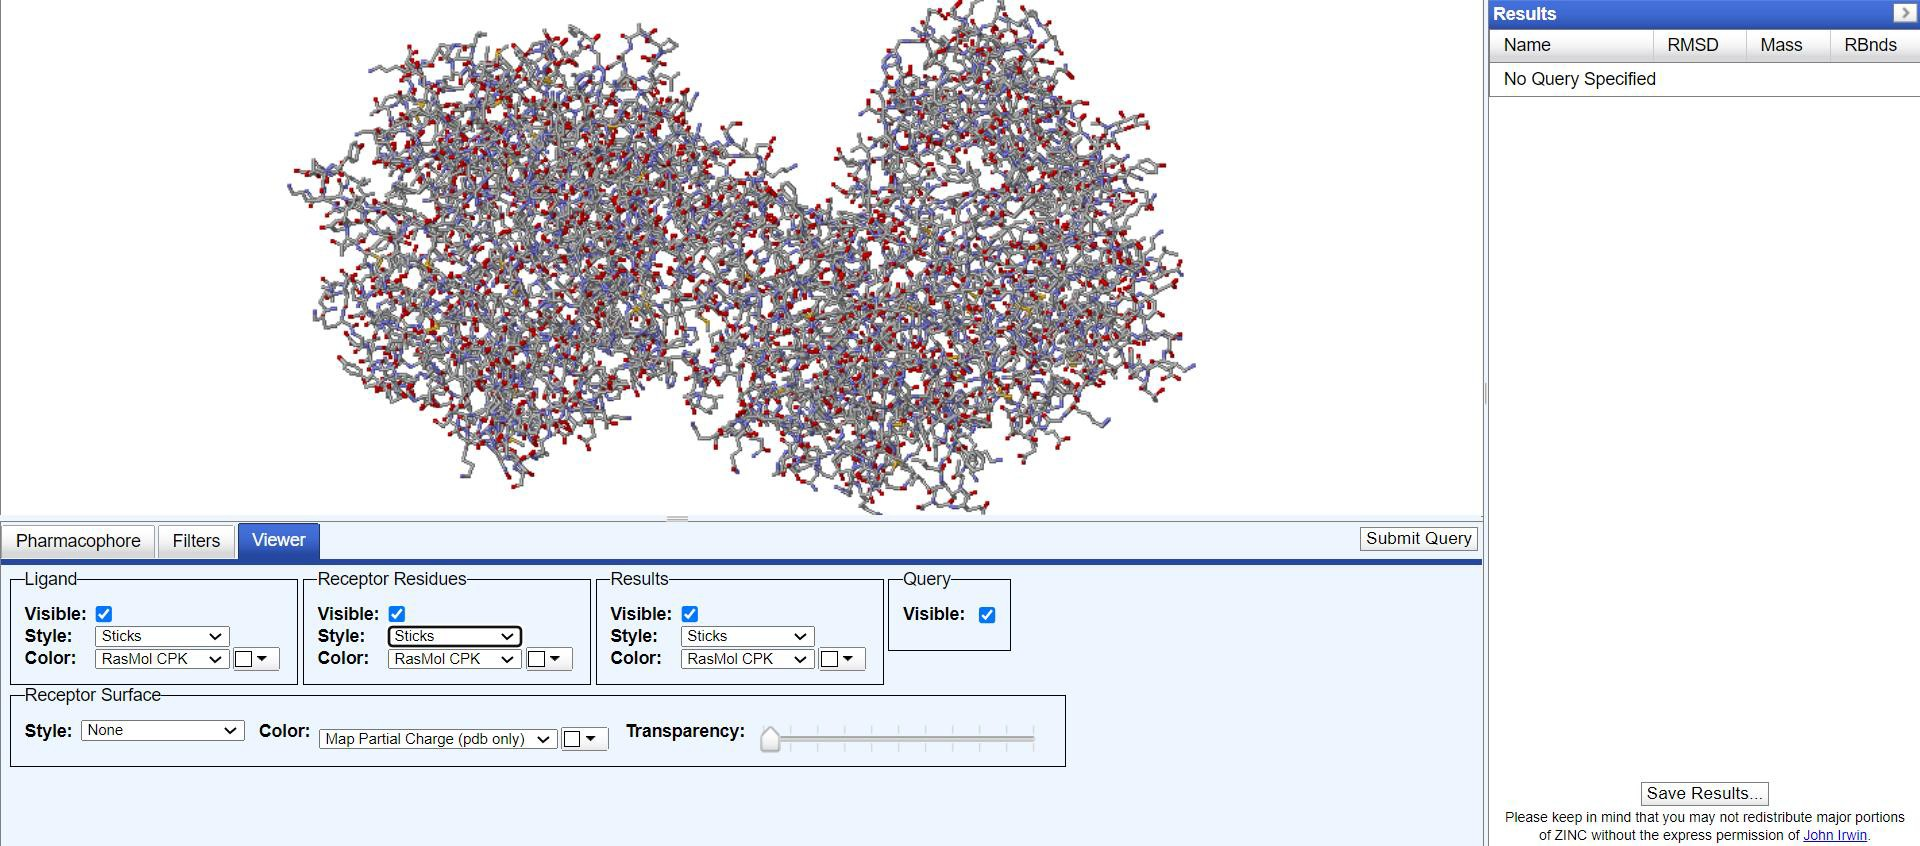 Results
Name RMSD Mass RBnds
No Query Specified
Pharmacophore Filters Viewer Submit Query
Ligand
Visible:
Style: Sticks
Color: RasMol CPK
Receptor Residues
Visible:
Style: Sticks
Color: RasMol CPK
Results
Visible:
Style: Sticks
Color: RasMol CPK
Query
Visible:
Receptor Surface
Style: None Color: Map Partial Charge (pdb only) Transparency:
Save Results...
Please keep in mind that you may not redistribute major portions
of ZINC without the express permission of John Irwin.